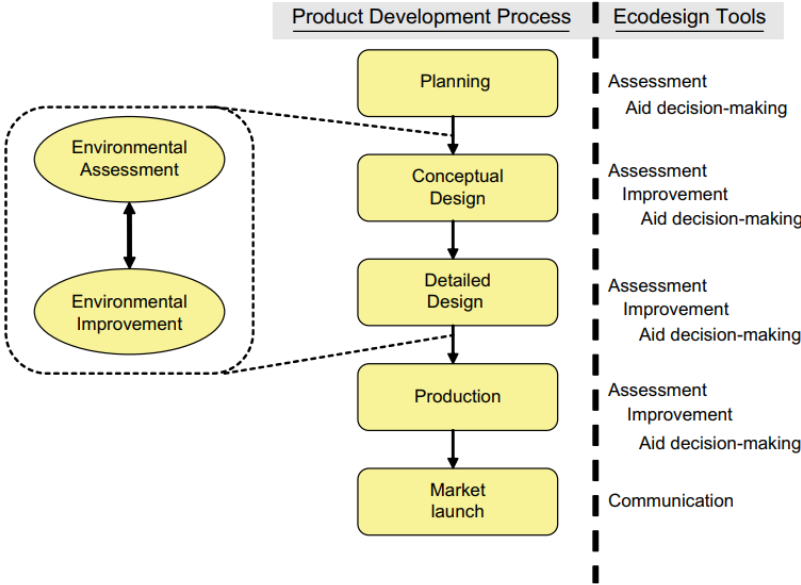 Product Development Process
Ecodesign Tools
Planning
Assessment
Aid decision-making
Environmental
Assessment
Conceptual
Design
Assessment
Improvement
Aid decision-making
Environmental
Improvement
Detailed
Design
Assessment
Improvement
Aid decision-making
Production
Assessment
Improvement
Aid decision-making
Market
launch
Communication